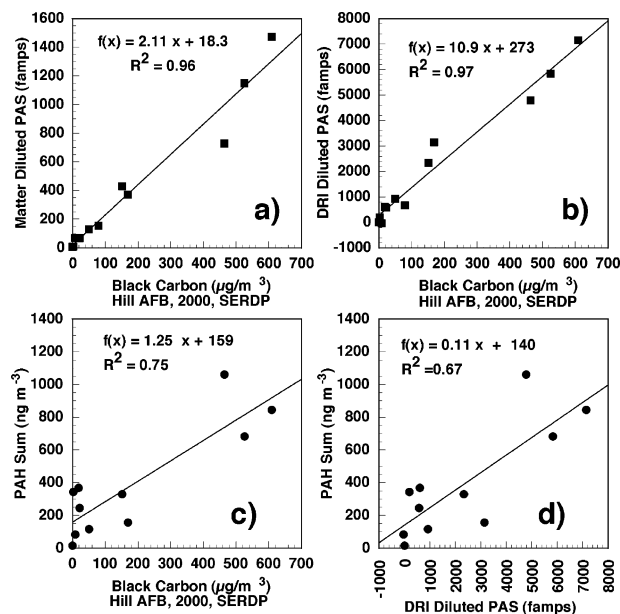 1600
1400
1200
1000
800
600
400
200
0
Matter Diluted PAS (famps)
f(x) = 2.11 x + 18.3
R2 = 0.96
a)
0 100 200 300 400 500 600 700
Black Carbon (µg/m 3)
Hill AFB, 2000, SERDP
8000
7000
6000
5000
4000
3000
2000
1000
0
-1000
DRI Diluted PAS (famps)
f(x) = 10.9 x + 273
R2 = 0.97
b)
0 100 200 300 400 500 600 700
Black Carbon (µg/m 3)
Hill AFB, 2000, SERDP
1400
1200
1000
800
600
400
200
0
PAH Sum (ng m-3)
f(x) = 1.25 x + 159
R2 = 0.75
c)
0 100 200 300 400 500 600 700
Black Carbon (µg/m 3)
Hill AFB, 2000, SERDP
1400
1200
1000
800
600
400
200
0
PAH Sum (ng m-3)
f(x) = 0.11 x + 140
R2 =0.67
d)
-1000 0 1000 2000 3000 4000 5000 6000 7000 8000
DRI Diluted PAS (famps)